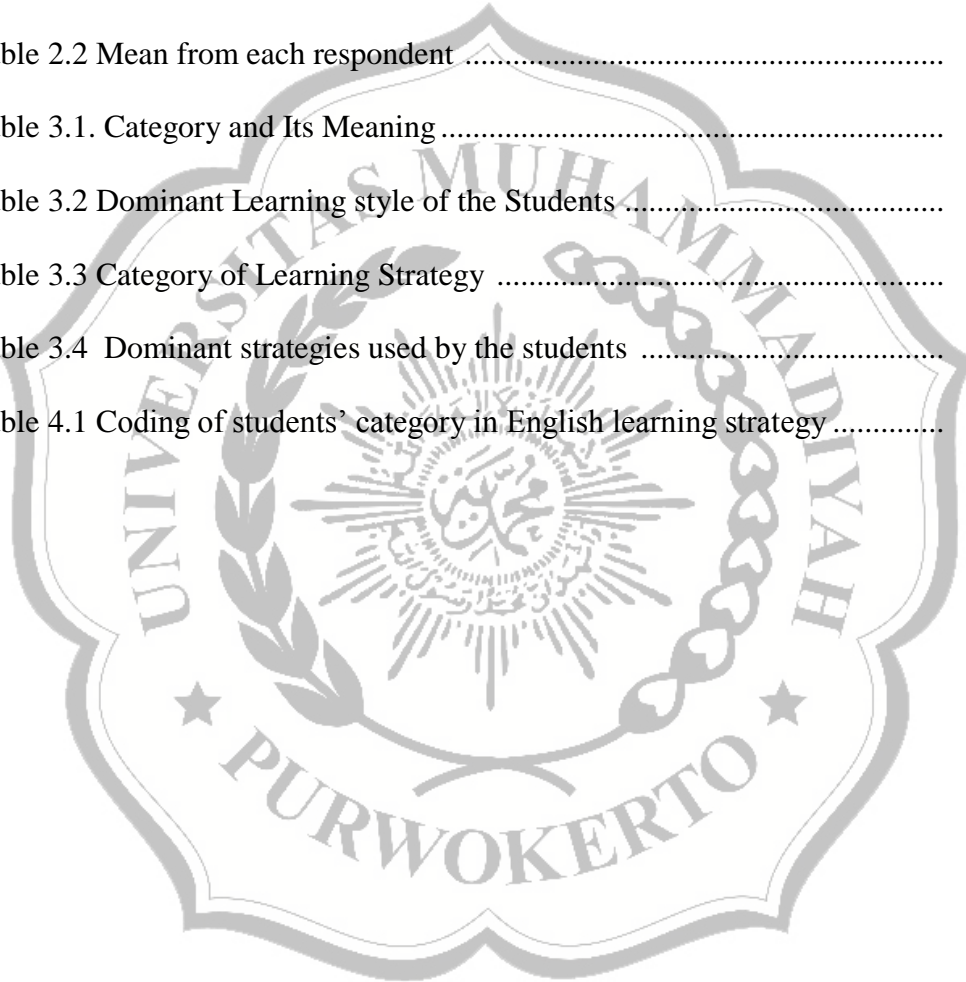 ble 2.2 Mean from each respondent ............................................................
ble 3.1. Category and Its Meaning ...............................................................
ble 3.2 Dominant Learning style of the Students ........................................
ble 3.3 Category of Learning Strategy ........................................................
ble 3.4 Dominant strategies used by the students ......................................
ble 4.1 Coding of students’ category in English learning strategy ..............
UNIVERSITAS MUHAMMADIYAH
PURWOKERTO